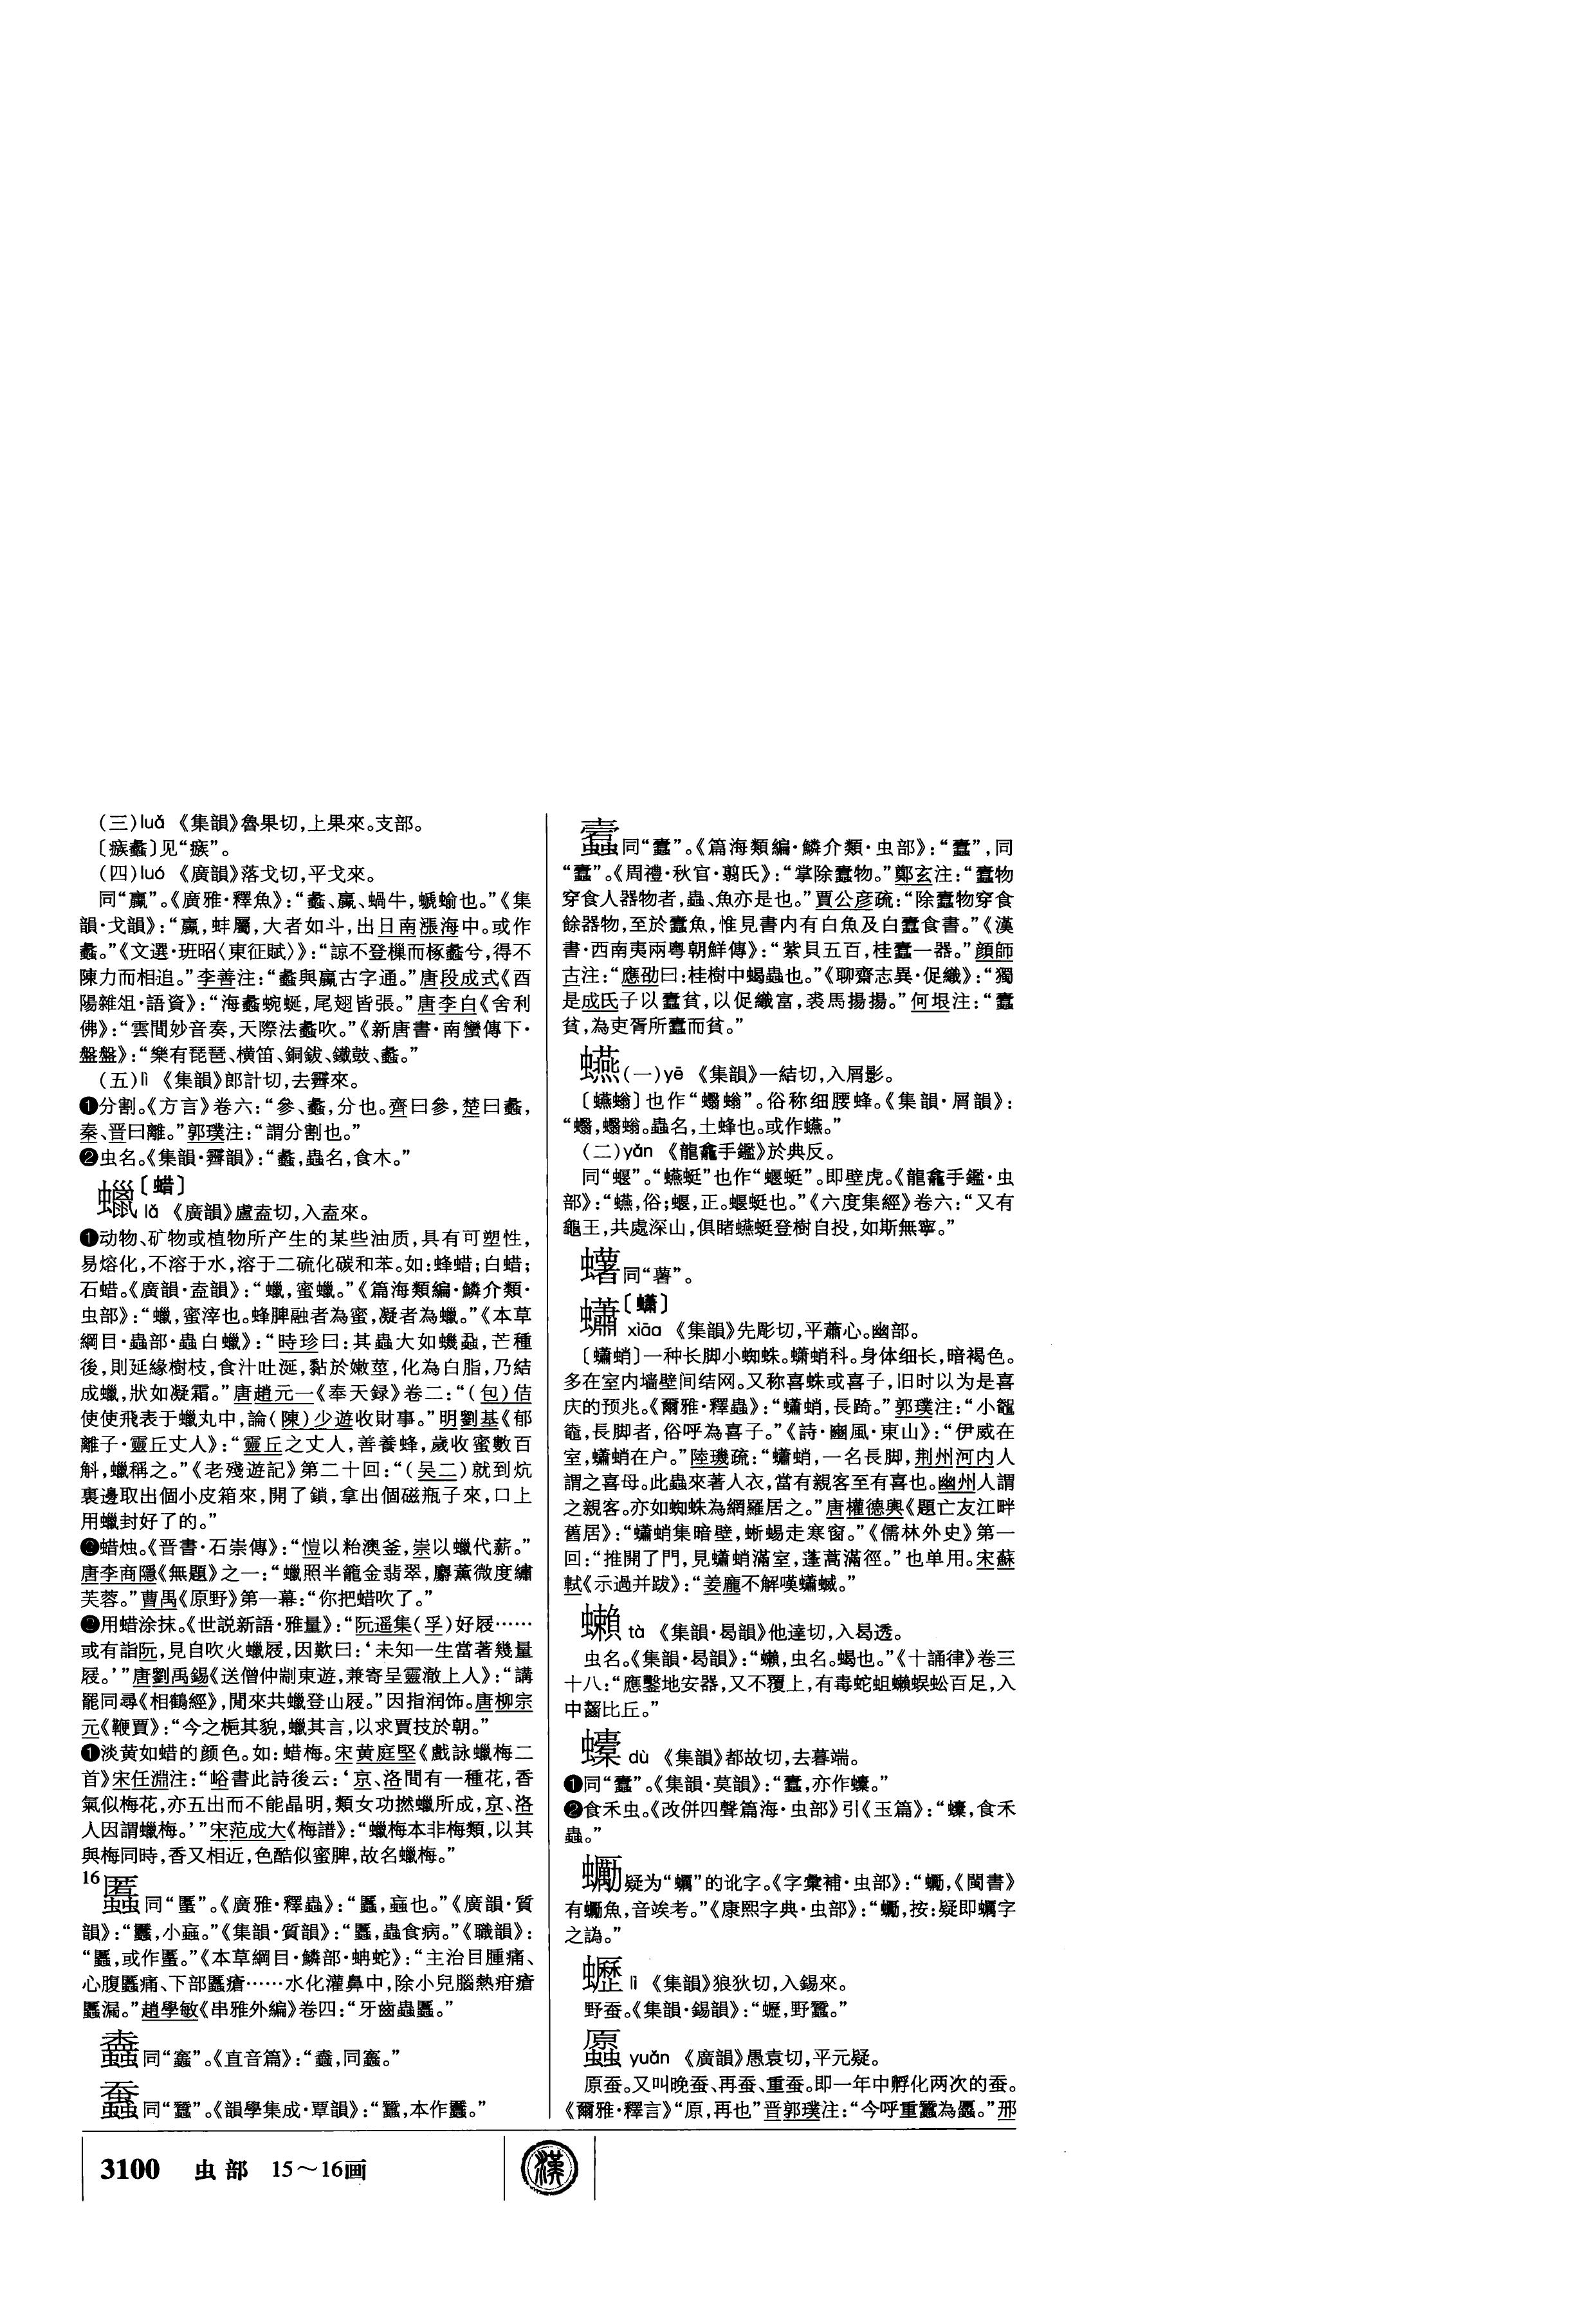 (三)luǎ 《集韻》魯果切,上果來。支部。
〔瘯蠡〕见“瘯”。
(四)luó 《廣韻》落戈切,平戈來。
同“蠃”。《廣雅·釋魚》:“蠡、蠃、蝸牛,螔蝓也。”《集
韻·戈韻》:“蠃,蚌屬,大者如斗,出日南漲海中。或作
蠡。”《文選·班昭〈東征賦〉》:“諒不登樔而椓蠡兮,得不
陳力而相追。”李善注:“蠡與蠃古字通。”唐段成式《酉
陽雜俎·語資》:“海蠡蜿蜒,尾翅皆張。”唐李白《舍利
佛》:“雲間妙音奏,天際法蠡吹。”《新唐書·南蠻傳下·
盤盤》:“樂有琵琶、横笛、銅鈸、鐵鼓、蠡。”
(五)lì 《集韻》郎計切,去霽來。
❶分割。《方言》卷六:“參、蠡,分也。齊曰參,楚曰蠡,
秦、晋曰離。”郭璞注:“謂分割也。”
❷虫名。《集韻·霽韻》:“蠡,蟲名,食木。”
蠟〔蜡〕
lǎ 《廣韻》盧盍切,入盍來。
❶动物、矿物或植物所产生的某些油质,具有可塑性,
易熔化,不溶于水,溶于二硫化碳和苯。如:蜂蜡;白蜡;
石蜡。《廣韻·盍韻》:“蠟,蜜蠟。”《篇海類編·鱗介類·
虫部》:“蠟,蜜滓也。蜂脾融者為蜜,凝者為蠟。”《本草
綱目·蟲部·蟲白蠟》:“時珍曰:其蟲大如蟣蝨,芒種
後,則延緣樹枝,食汁吐涎,黏於嫩莖,化為白脂,乃結
成蠟,狀如凝霜。”唐趙元一《奉天録》卷二:“(包)佶
使使飛表于蠟丸中,論(陳)少遊收財事。”明劉基《郁
離子·靈丘丈人》:“靈丘之丈人,善養蜂,歲收蜜數百
斛,蠟稱之。”《老殘遊記》第二十回:“(吴二)就到炕
裏邊取出個小皮箱來,開了鎖,拿出個磁瓶子來,口上
用蠟封好了的。”
❷蜡烛。《晋書·石崇傳》:“愷以粭澳釜,崇以蠟代薪。”
唐李商隱《無題》之一:“蠟照半籠金翡翠,麝薰微度繡
芙蓉。”曹禺《原野》第一幕:“你把蜡吹了。”
❷用蜡涂抹。《世説新語·雅量》:“阮遥集(孚)好屐……
或有詣阮,見自吹火蠟屐,因歎曰:‘未知一生當著幾量
屐。’”唐劉禹錫《送僧仲剬東遊,兼寄呈靈澈上人》:“講
罷同尋《相鶴經》,閒來共蠟登山屐。”因指润饰。唐柳宗
元《鞭賈》:“今之梔其貌,蠟其言,以求賈技於朝。”
❶淡黄如蜡的颜色。如:蜡梅。宋黄庭堅《戲詠蠟梅二
首》宋任淵注:“峪書此詩後云:‘京、洛間有一種花,香
氣似梅花,亦五出而不能晶明,類女功撚蠟所成,京、洛
人因謂蠟梅。’”宋范成大《梅譜》:“蠟梅本非梅類,以其
與梅同時,香又相近,色酷似蜜脾,故名蠟梅。”
16
同“䘌”。《廣雅·釋蟲》:“䘌,蝱也。”《廣韻·質
韻》:“蠠,小蝱。”《集韻·質韻》:“䘌,蟲食病。”《職韻》:
“䘌,或作蟨。”《本草綱目·鱗部·蚺蛇》:“主治目腫痛、
心腹䘌痛、下部䘌瘡……水化灌鼻中,除小兒腦熱疳瘡
䘌漏。”趙學敏《串雅外編》卷四:“牙齒蟲䘌。”
同“螙”。《直音篇》:“蠹,同螙。”
同“蠶”。《韻學集成·覃韻》:“蠶,本作蠺。”
同“蠹”。《篇海類編·鱗介類·虫部》:“蠹”,同
“蠹”。《周禮·秋官·翦氏》:“掌除蠹物。”鄭玄注:“蠹物
穿食人器物者,蟲、魚亦是也。”賈公彦疏:“除蠹物穿食
餘器物,至於蠹魚,惟見書内有白魚及白蠹食書。”《漢
書·西南夷兩粤朝鮮傳》:“紫貝五百,桂蠹一器。”顔師
古注:“應劭曰:桂樹中蝎蟲也。”《聊齋志異·促織》:“獨
是成氏子以蠹貧,以促織富,裘馬揚揚。”何垠注:“蠹
貧,為吏胥所蠹而貧。”
䗡(一)yē 《集韻》一結切,入屑影。
〔䗡螉〕也作“蠮螉”。俗称细腰蜂。《集韻·屑韻》:
“蠮,蠮螉。蟲名,土蜂也。或作䗡。”
(二)yǎn 《龍龕手鑑》於典反。
同“蝘”。“䗡蜓”也作“蝘蜓”。即壁虎。《龍龕手鑑·虫
部》:“䗡,俗;蝘,正。蝘蜓也。”《六度集經》卷六:“又有
龜王,共處深山,俱睹䗡蜓登樹自投,如斯無寧。”
同“薯”。
蠨〔蟰〕
xiāo 《集韻》先彫切,平蕭心。幽部。
〔蠨蛸〕一种长脚小蜘蛛。蟏蛸科。身体细长,暗褐色。
多在室内墙壁间结网。又称喜蛛或喜子,旧时以为是喜
庆的预兆。《爾雅·釋蟲》:“蠨蛸,長踦。”郭璞注:“小鼅
鼄,長脚者,俗呼為喜子。”《詩·豳風·東山》:“伊威在
室,蠨蛸在户。”陸璣疏:“蠨蛸,一名長脚,荆州河内人
謂之喜母。此蟲來著人衣,當有親客至有喜也。幽州人謂
之親客。亦如蜘蛛為網羅居之。”唐權德輿《題亡友江畔
舊居》:“蠨蛸集暗壁,蜥蜴走寒窗。”《儒林外史》第一
回:“推開了門,見蠨蛸滿室,蓬蒿滿徑。”也单用。宋蘇
軾《示過并跋》:“姜龐不解嘆蠨蝛。”
tà 《集韻·曷韻》他達切,入曷透。
虫名。《集韻·曷韻》:“䲚,虫名。蝎也。”《十誦律》卷三
十八:“應鑿地安器,又不覆上,有毒蛇蛆蠍蜈蚣百足,入
中齧比丘。”
dù 《集韻》都故切,去暮端。
❶同“蠹”。《集韻·莫韻》:“蠹,亦作螙。”
❷食禾虫。《改併四聲篇海·虫部》引《玉篇》:“螙,食禾
蟲。”
疑为“蠣”的讹字。《字彙補·虫部》:“䗶,《閩書》
有䗶魚,音竢考。”《康熙字典·虫部》:“䗶,按:疑即蠣字
之譌。”
lì 《集韻》狼狄切,入錫來。
野蚕。《集韻·錫韻》:“䘈,野蠶。”
yuǎn 《廣韻》愚袁切,平元疑。
原蚕。又叫晚蚕、再蚕、重蚕。即一年中孵化两次的蚕。
《爾雅·釋言》“原,再也”晋郭璞注:“今呼重蠶為䘘。”邢
3100 虫部 15～16画
漢